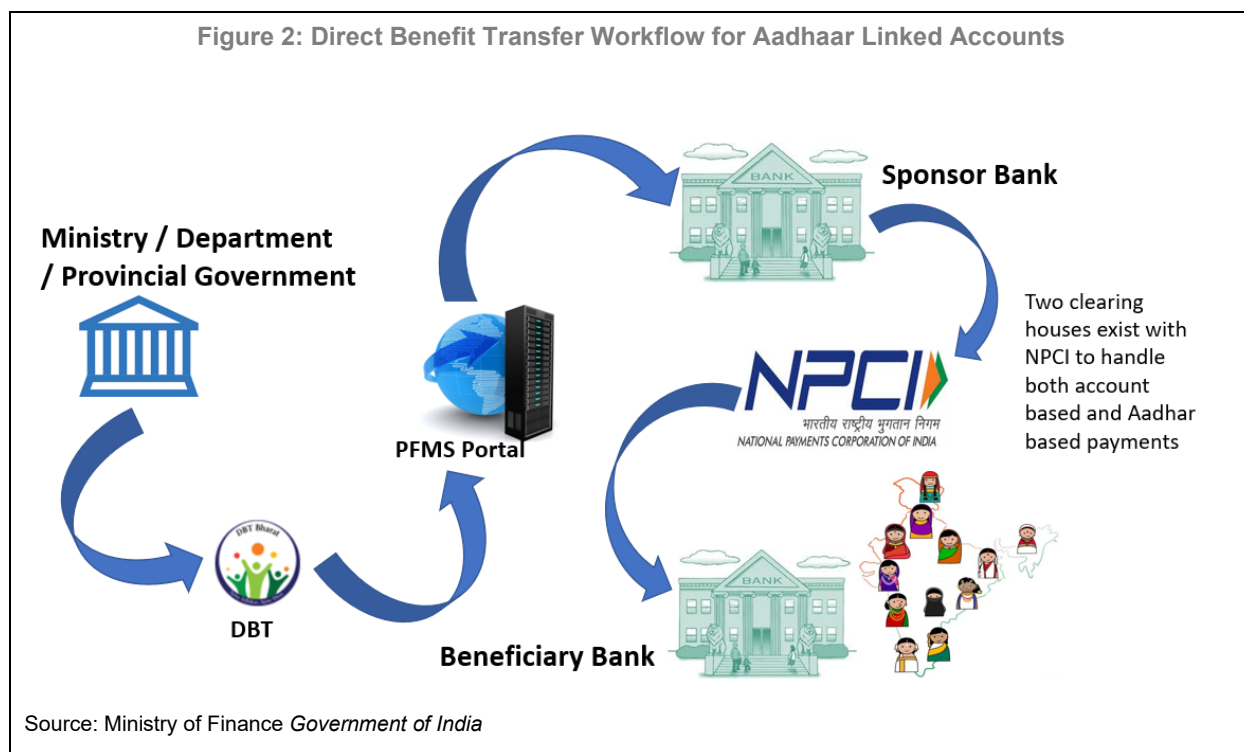 Figure 2: Direct Benefit Transfer Workflow for Aadhaar Linked Accounts
BANK
Sponsor Bank
Ministry / Department
/ Provincial Government
Two clearing
houses exist with
NPCI to handle
both account
based and Aadhar
based payments
PFMS Portal
NPCI
भारतीय राष्ट्रीय भुगतान निगम
NATIONAL PAYMENTS CORPORATION OF INDIA
DBT Bharat
DBT
BANK
Beneficiary Bank
Source: Ministry of Finance Government of India